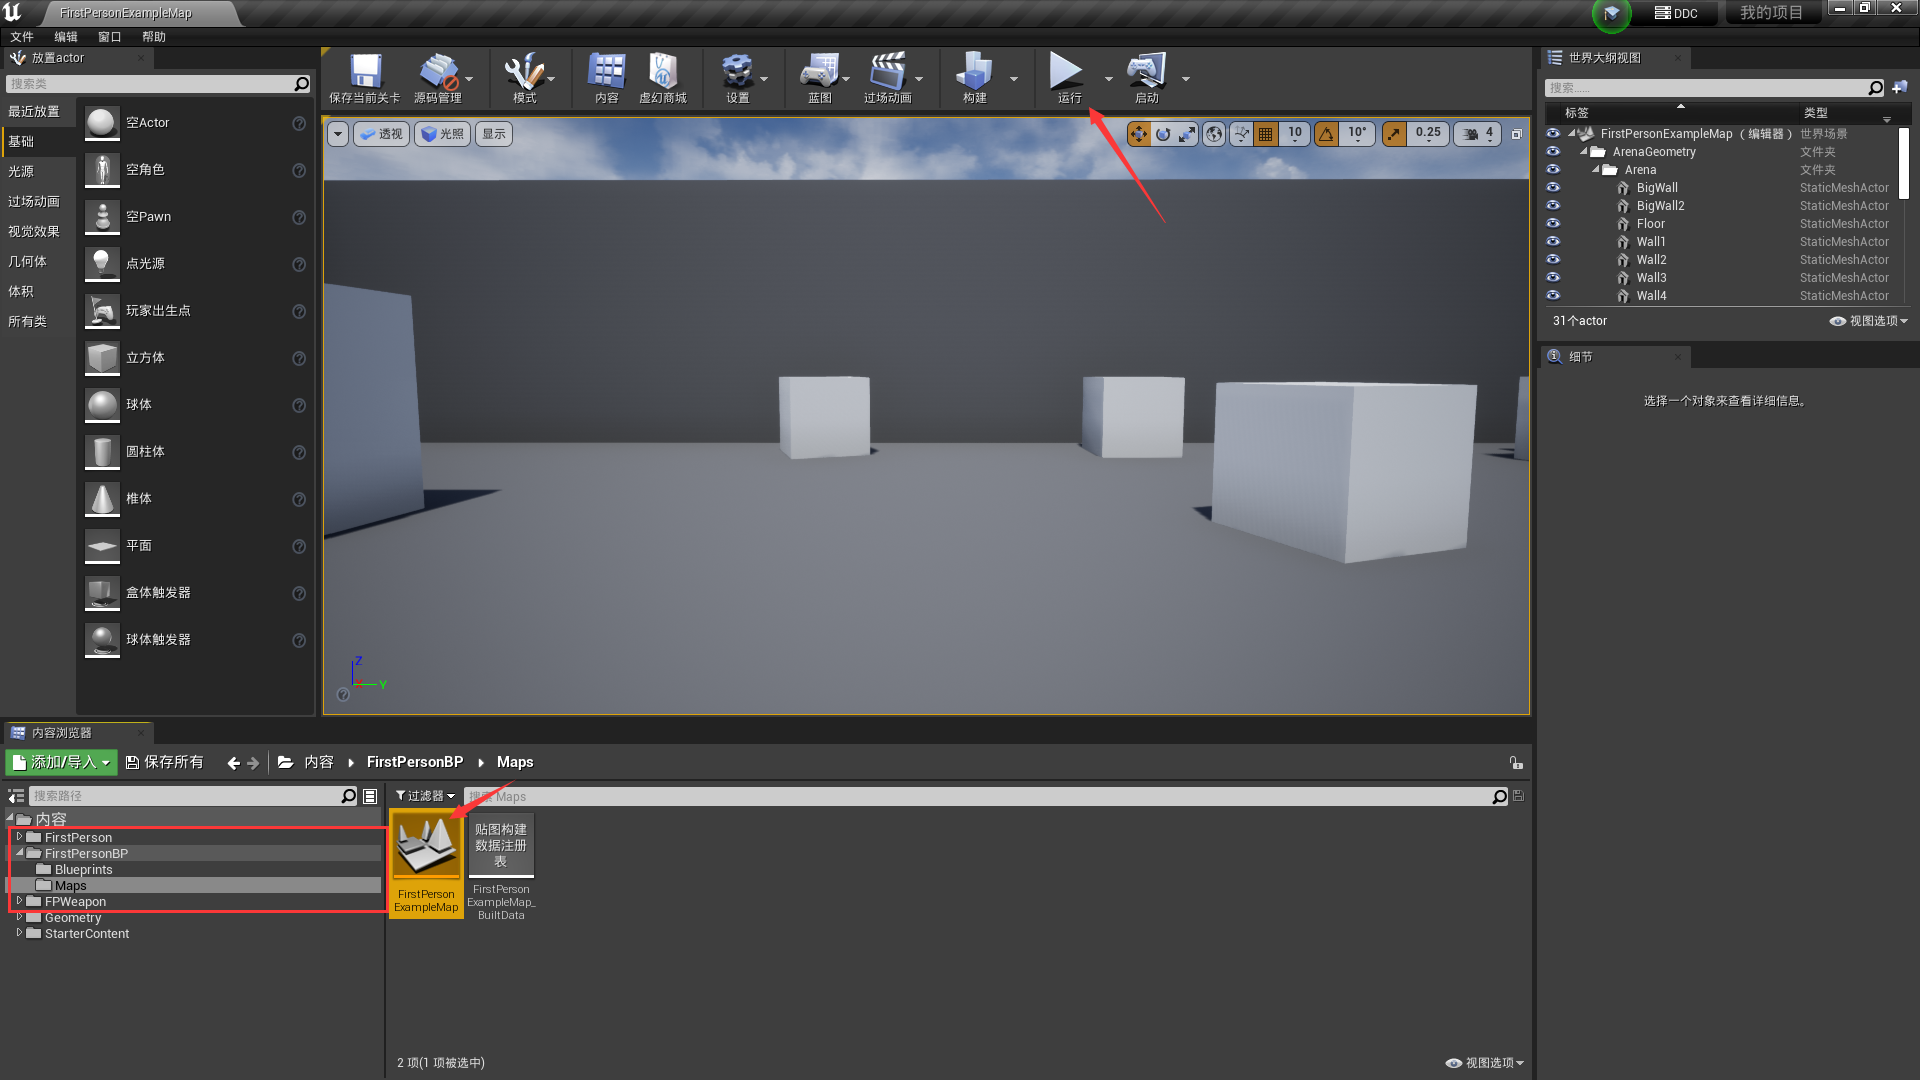 FirstPersonExampleMap
DDC
我的项目
文件 编辑 窗口 帮助
放置actor
搜索类
最近放置
基础
光源
过场动画
视觉效果
几何体
体积
所有类
空Actor
空角色
空Pawn
点光源
玩家出生点
立方体
球体
圆柱体
椎体
平面
盒体触发器
球体触发器
保存当前关卡 源码管理 模式 内容 虚幻商城 设置 蓝图 过场动画 构建 运行 启动
透视 光照 显示
10 10° 0.25 4
Z
X
Y
世界大纲视图
搜索......
标签 类型
FirstPersonExampleMap （编辑器） 世界场景
ArenaGeometry 文件夹
Arena 文件夹
BigWall StaticMeshActor
BigWall2 StaticMeshActor
Floor StaticMeshActor
Wall1 StaticMeshActor
Wall2 StaticMeshActor
Wall3 StaticMeshActor
Wall4 StaticMeshActor
31个actor
视图选项
细节
选择一个对象来查看详细信息。
内容浏览器
添加/导入 保存所有 内容 FirstPersonBP Maps
搜索路径
内容
FirstPerson
FirstPersonBP
Blueprints
Maps
FPWeapon
Geometry
StarterContent
过滤器
搜索 Maps
FirstPerson
ExampleMap
贴图构建
数据注册
表
FirstPerson
ExampleMap_
BuiltData
2 项(1 项被选中)
视图选项